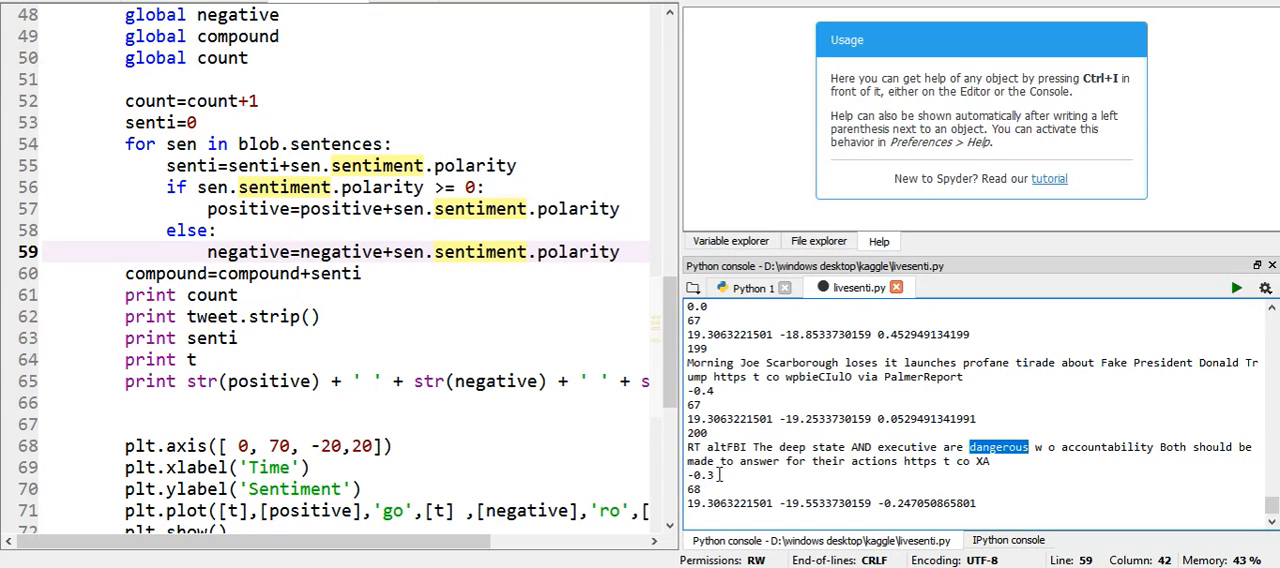 48 global negative
49 global compound
50 global count
51
52 count=count+1
53 senti=0
54 for sen in blob.sentences:
55 senti=senti+sen.sentiment.polarity
56 if sen.sentiment.polarity >= 0:
57 positive=positive+sen.sentiment.polarity
58 else:
59 negative=negative+sen.sentiment.polarity
60 compound=compound+senti
61 print count
62 print tweet.strip()
63 print senti
64 print t
65 print str(positive) + ' ' + str(negative) + ' ' + s
66
67
68 plt.axis([ 0, 70, -20,20])
69 plt.xlabel('Time')
70 plt.ylabel('Sentiment')
71 plt.plot([t],[positive],'go',[t] ,[negative],'ro',[
72 plt.show()
Usage
Here you can get help of any object by pressing Ctrl+I in
front of it, either on the Editor or the Console.
Help can also be shown automatically after writing a left
parenthesis next to an object. You can activate this
behavior in Preferences > Help.
New to Spyder? Read our tutorial
Variable explorer File explorer Help
Python console - D:\windows desktop\kaggle\livesenti.py
Python 1 livesenti.py
0.0
67
19.3063221501 -18.8533730159 0.452949134199
199
Morning Joe Scarborough loses it launches profane tirade about Fake President Donald Tr
ump https t co wpbieCIulO via PalmerReport
-0.4
67
19.3063221501 -19.2533730159 0.0529491341991
200
RT altFBI The deep state AND executive are dangerous w o accountability Both should be
made to answer for their actions https t co XA
-0.3
68
19.3063221501 -19.5533730159 -0.247050865801
Python console - D:\windows desktop\kaggle\livesenti.py IPython console
Permissions: RW End-of-lines: CRLF Encoding: UTF-8 Line: 59 Column: 42 Memory: 43 %